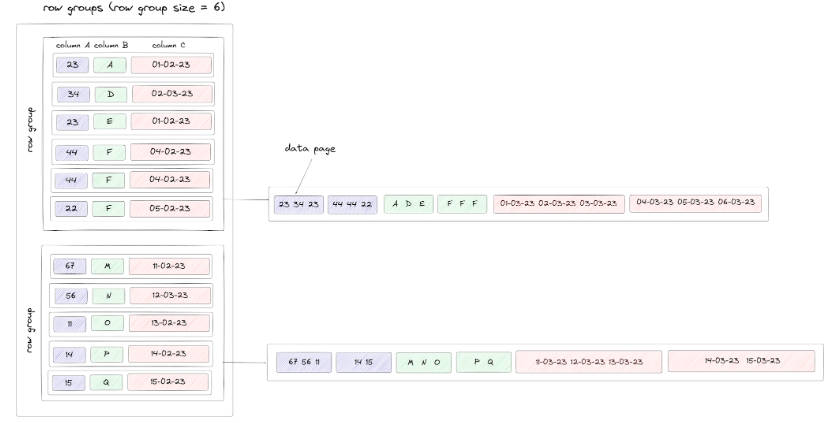 row groups (row group size = 6)
column A column B column C
row group
23 A 01-02-23
34 D 02-03-23
23 E 01-02-23
44 F 04-02-23
44 F 04-02-23
22 F 05-02-23
data page
23 34 23 44 44 22 A D E F F F 01-03-23 02-03-23 03-03-23 04-03-23 05-03-23 06-03-23
row group
67 M 11-02-23
56 N 12-03-23
11 O 13-02-23
14 P 14-02-23
15 Q 15-02-23
67 56 11 14 15 M N O P Q 11-03-23 12-03-23 13-03-23 14-03-23 15-03-23